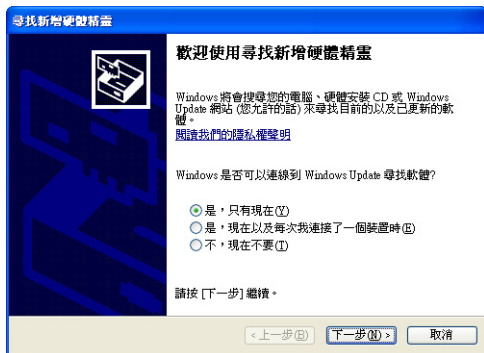 尋找新增硬體精靈
歡迎使用尋找新增硬體精靈
Windows 將會搜尋您的電腦、硬體安裝 CD 或 Windows
Update 網站 (您允許的話) 來尋找目前的以及已更新的軟
體。
閱讀我們的隱私權聲明
Windows 是否可以連線到 Windows Update 尋找軟體?
是，只有現在(Y)
是，現在以及每次我連接了一個裝置時(E)
不，現在不要(T)
請按 [下一步] 繼續。
<上一步(B) 下一步(N)> 取消